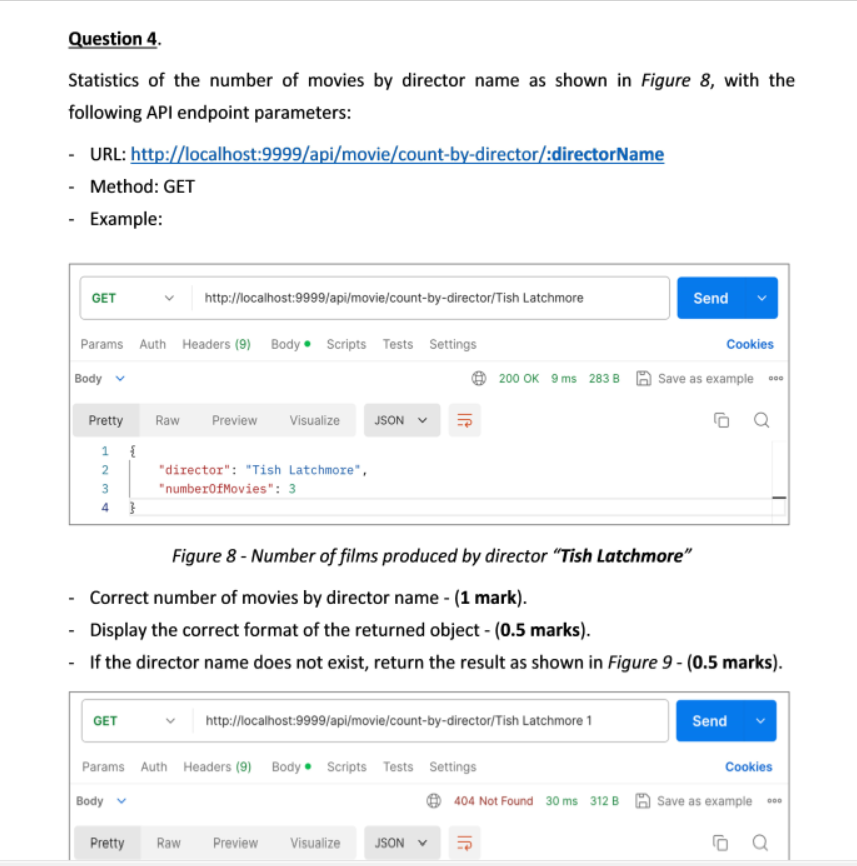 Question 4.
Statistics of the number of movies by director name as shown in Figure 8, with the
following API endpoint parameters:
- URL: http://localhost:9999/api/movie/count-by-director/:directorName
- Method: GET
- Example:
GET http://localhost:9999/api/movie/count-by-director/Tish Latchmore Send
Params Auth Headers (9) Body Scripts Tests Settings Cookies
Body 200 OK 9 ms 283 B Save as example
Pretty Raw Preview Visualize JSON
1 {
2 "director": "Tish Latchmore",
3 "numberOfMovies": 3
4 }
Figure 8 - Number of films produced by director “Tish Latchmore”
- Correct number of movies by director name - (1 mark).
- Display the correct format of the returned object - (0.5 marks).
- If the director name does not exist, return the result as shown in Figure 9 - (0.5 marks).
GET http://localhost:9999/api/movie/count-by-director/Tish Latchmore 1 Send
Params Auth Headers (9) Body Scripts Tests Settings Cookies
Body 404 Not Found 30 ms 312 B Save as example
Pretty Raw Preview Visualize JSON